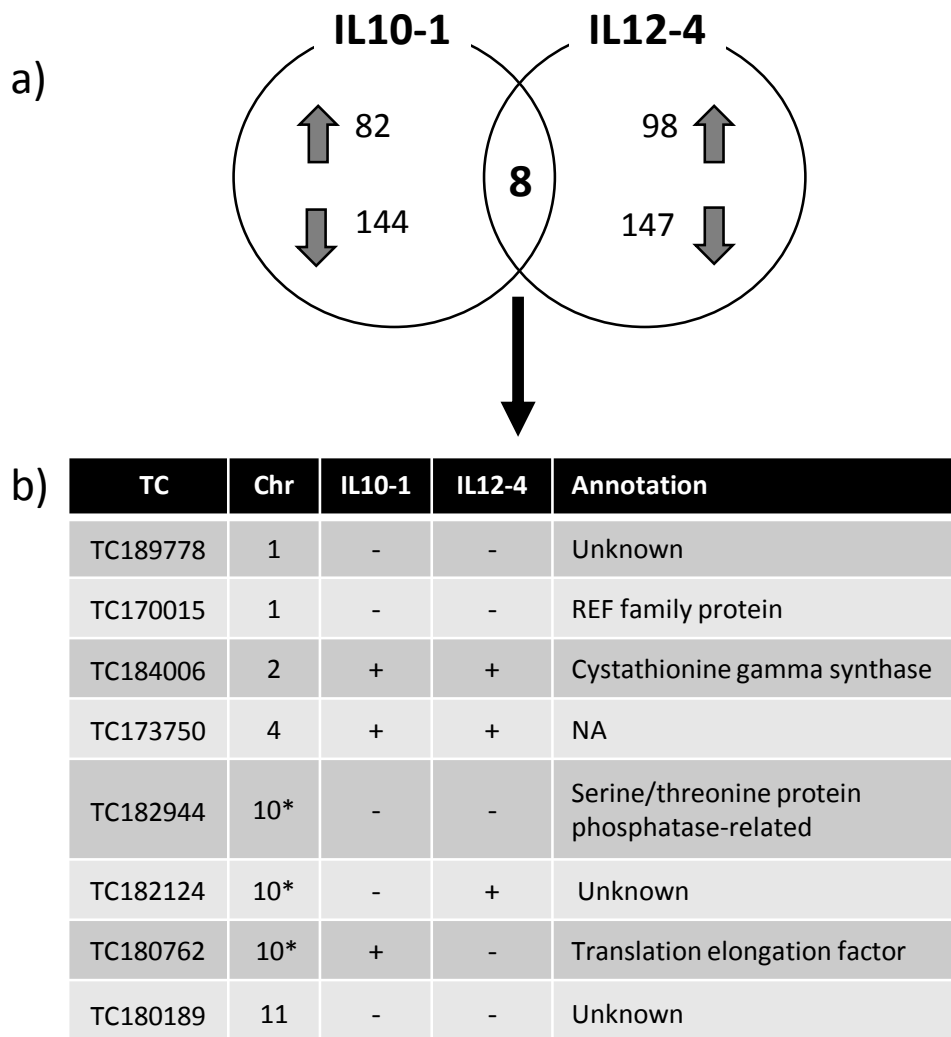 IL10-1 IL12-4
a)
82 98
8
144 147
b)
TC Chr IL10-1 IL12-4 Annotation
TC189778 1 - - Unknown
TC170015 1 - - REF family protein
TC184006 2 + + Cystathionine gamma synthase
TC173750 4 + + NA
TC182944 10* - - Serine/threonine protein
phosphatase-related
TC182124 10* - + Unknown
TC180762 10* + - Translation elongation factor
TC180189 11 - - Unknown